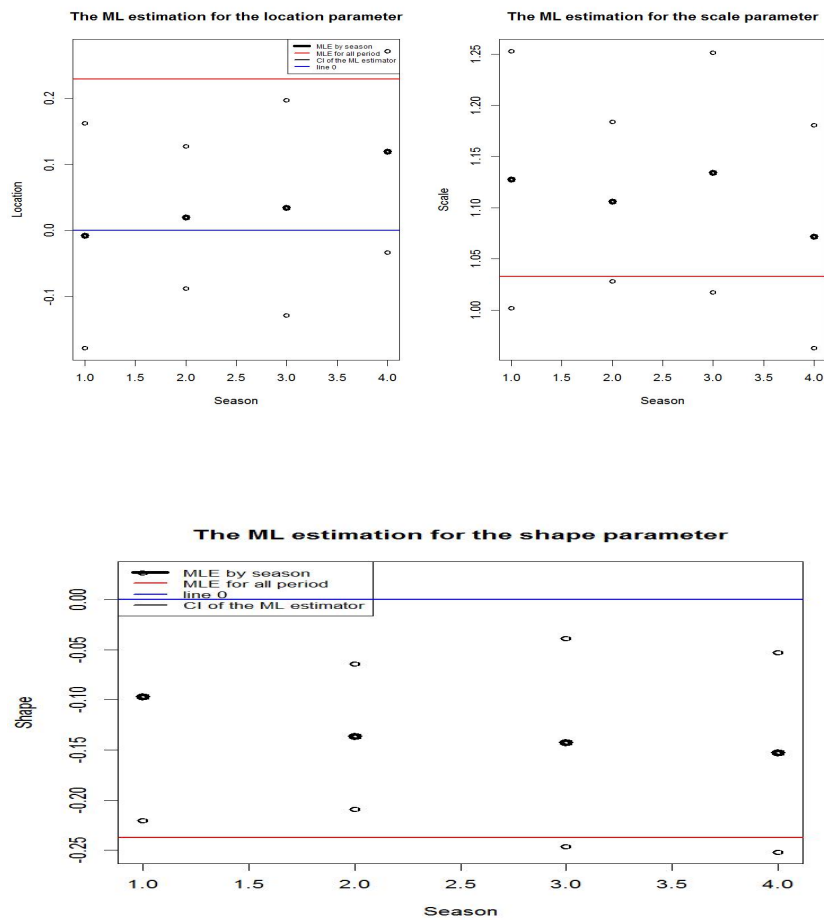 The ML estimation for the location parameter
MLE by season
MLE for all period
CI of the ML estimator
line 0
0.2
0.1
0.0
-0.1
Location
1.0 1.5 2.0 2.5 3.0 3.5 4.0
Season
The ML estimation for the scale parameter
1.25
1.20
1.15
1.10
1.05
1.00
Scale
1.0 1.5 2.0 2.5 3.0 3.5 4.0
Season
The ML estimation for the shape parameter
MLE by season
MLE for all period
line 0
CI of the ML estimator
0.00
-0.05
-0.10
-0.15
-0.20
-0.25
Shape
1.0 1.5 2.0 2.5 3.0 3.5 4.0
Season